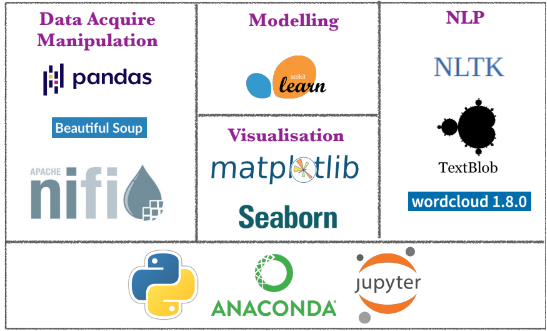 Data Acquire
Manipulation
pandas
Beautiful Soup
APACHE
nifi
Modelling
scikit
learn
Visualisation
matplotlib
Seaborn
NLP
NLTK
TextBlob
wordcloud 1.8.0
ANACONDA
jupyter